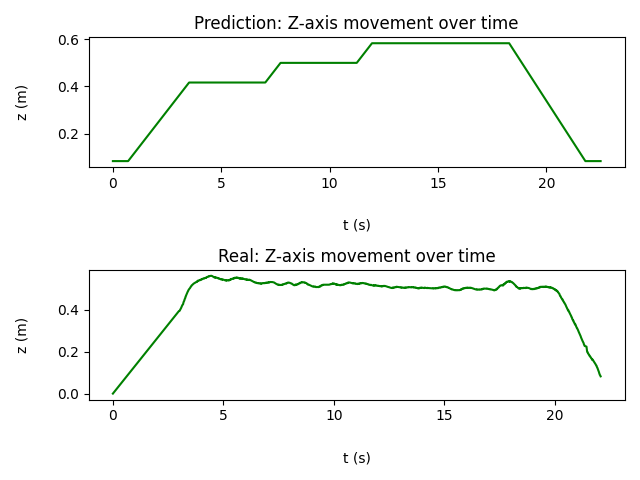 Prediction: Z-axis movement over time
0.6
0.4
0.2
z (m)
0 5 10 15 20
t (s)
Real: Z-axis movement over time
0.4
0.2
0.0
z (m)
0 5 10 15 20
t (s)